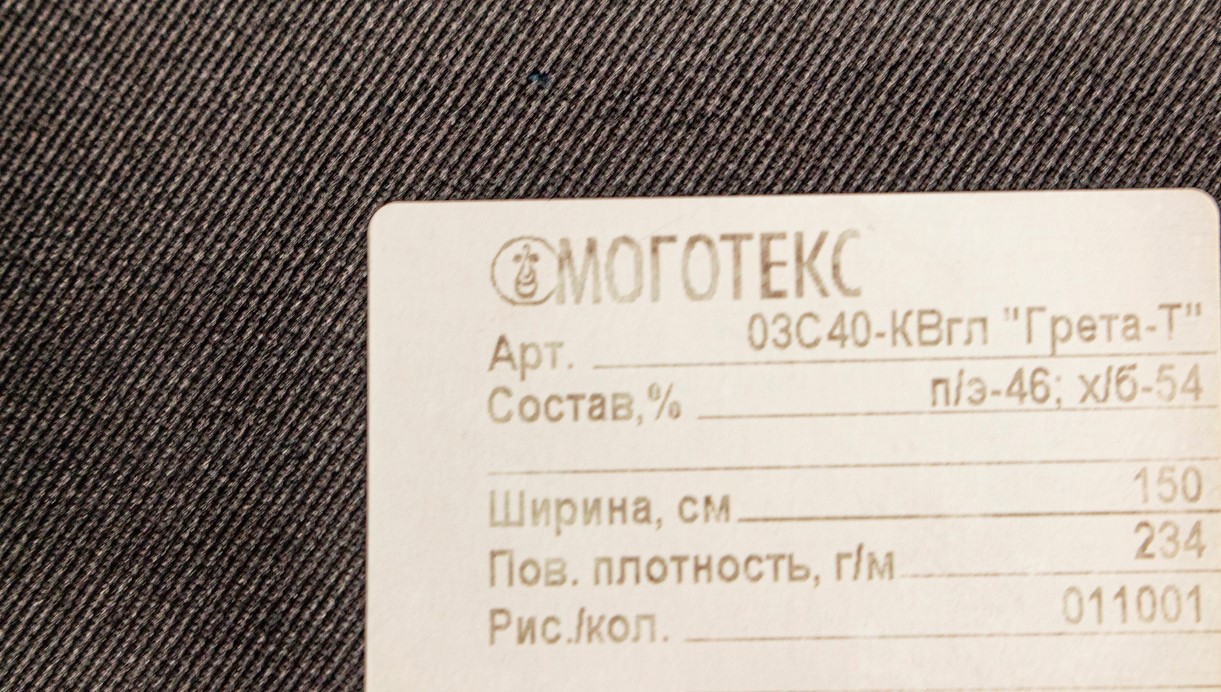 МОГОТЕКС
Арт. 03С40-КВгл "Грета-Т"
Состав,% п/э-46; х/б-54
Ширина, см 150
Пов. плотность, г/м 234
Рис./кол. 011001